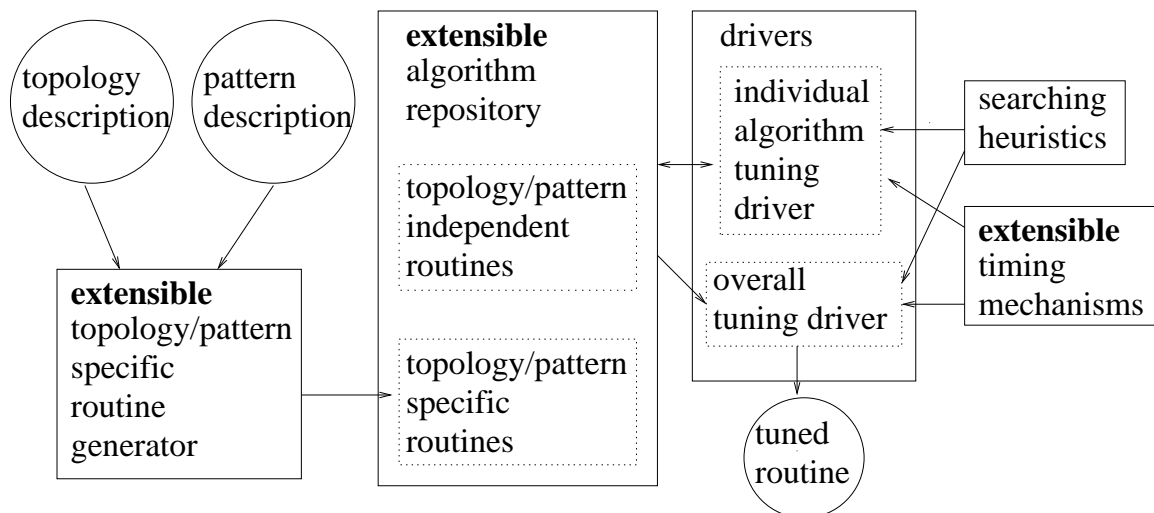 topology
description
pattern
description
extensible
topology/pattern
specific
routine
generator
extensible
algorithm
repository
topology/pattern
independent
routines
topology/pattern
specific
routines
drivers
individual
algorithm
tuning
driver
overall
tuning driver
tuned
routine
searching
heuristics
extensible
timing
mechanisms